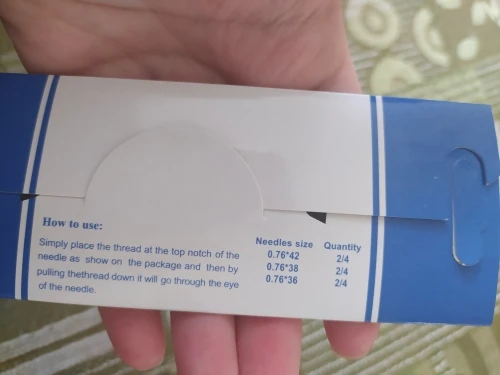 How to use:
Simply place the thread at the top notch of the
needle as show on the package and then by
pulling thethread down it will go through the eye
of the needle.
Needles size Quantity
0.76*42 2/4
0.76*38 2/4
0.76*36 2/4